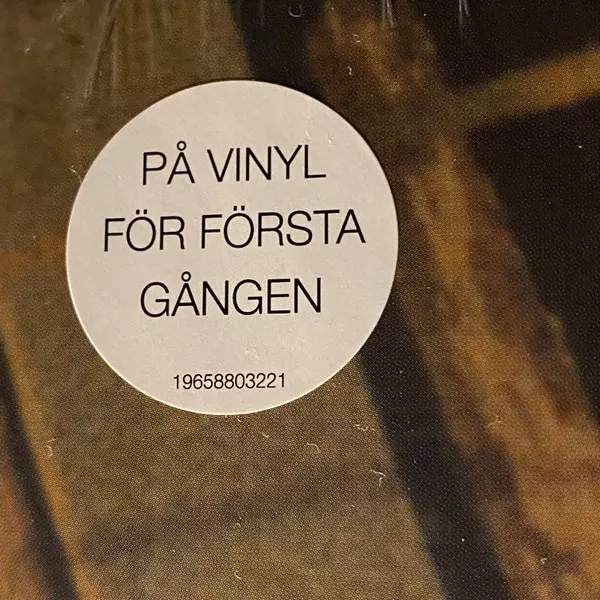 PÅ VINYL
FÖR FÖRSTA
GÅNGEN
19658803221